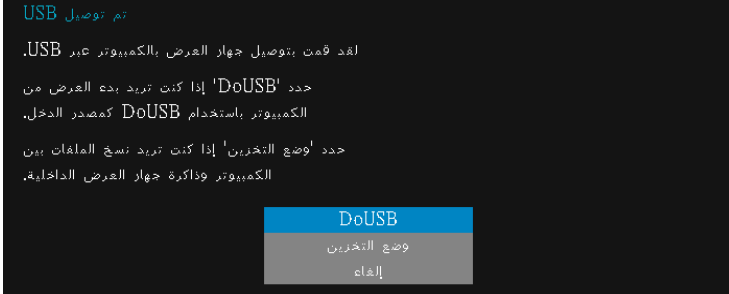 تم توصيل USB
لقد قمت بتوصيل جهاز العرض بالكمبيوتر عبر USB.
حدد 'DoUSB' إذا كنت تريد بدء العرض من
الكمبيوتر باستخدام DoUSB كمصدر الدخل.
حدد 'وضع التخزين' إذا كنت تريد نسخ الملفات بين
الكمبيوتر وذاكرة جهاز العرض الداخلية.
DoUSB
وضع التخزين
إلغاء